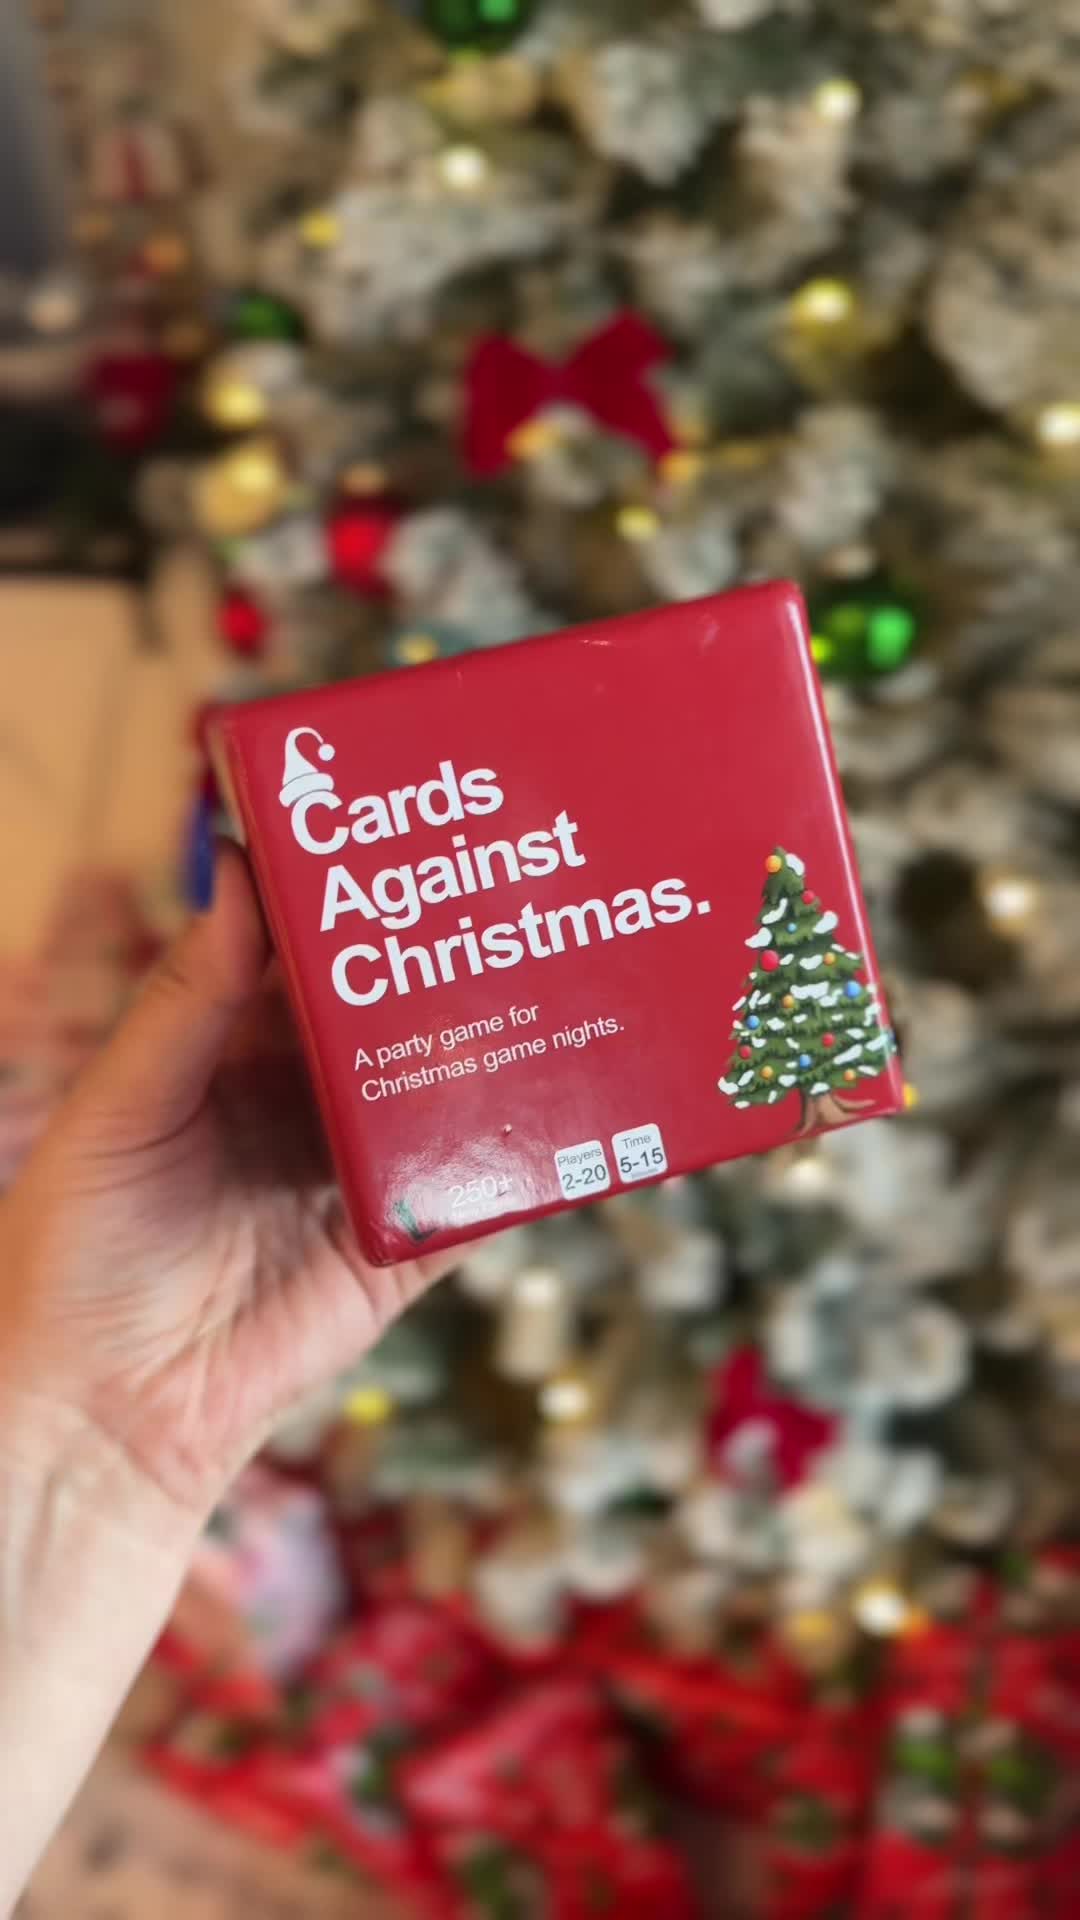 Cards
Against
Christmas.
A party game for
Christmas game nights.
250+
Players
2-20
Time
5-15